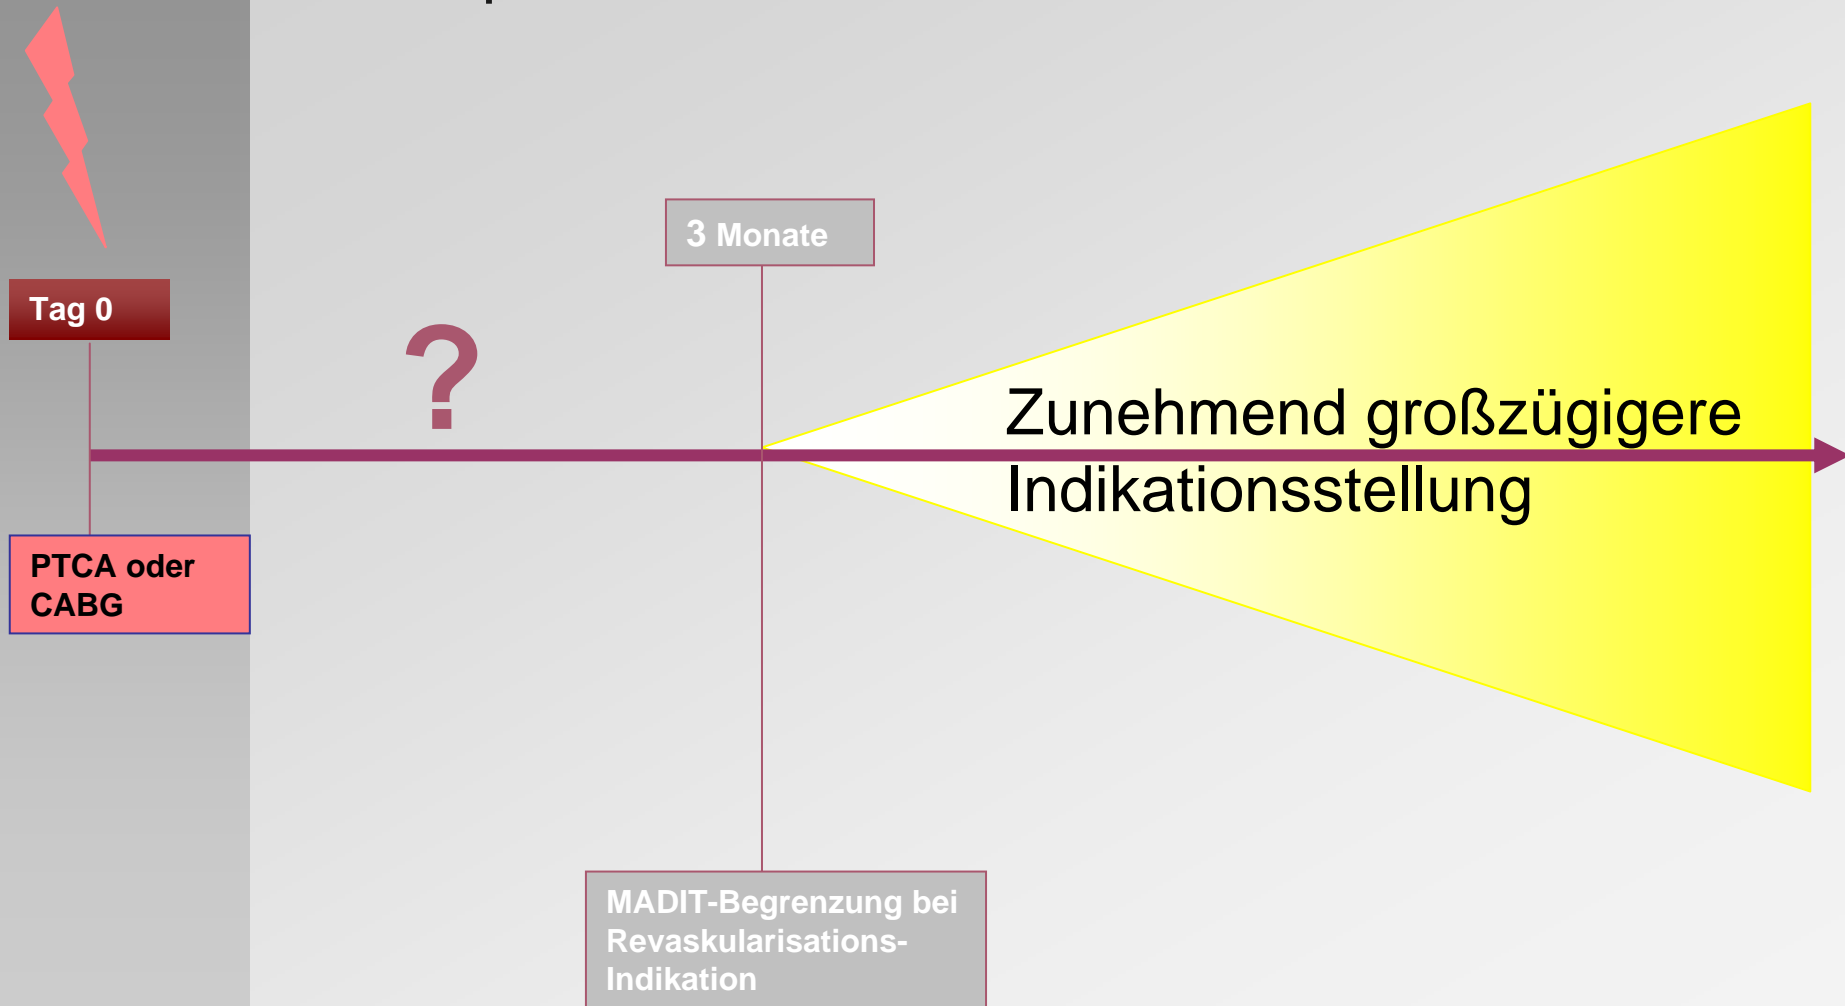 3 Monate
Tag 0
?
Zunehmend großzügigere
Indikationsstellung
PTCA oder
CABG
MADIT-Begrenzung bei
Revaskularisations-
Indikation